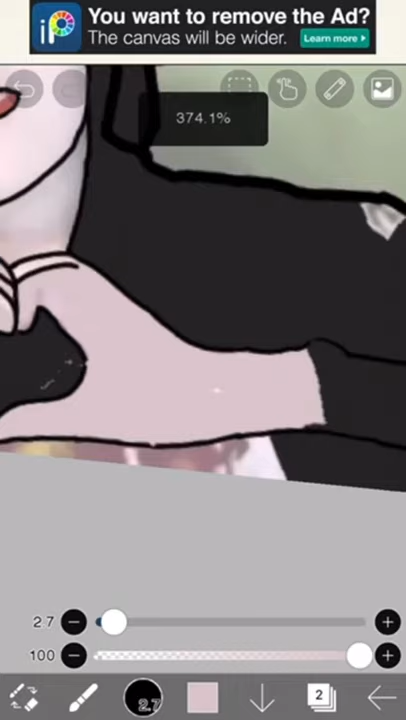 You want to remove the Ad?
The canvas will be wider.
Learn more ▸
iP
374.1%
2.7
100
2.7
2